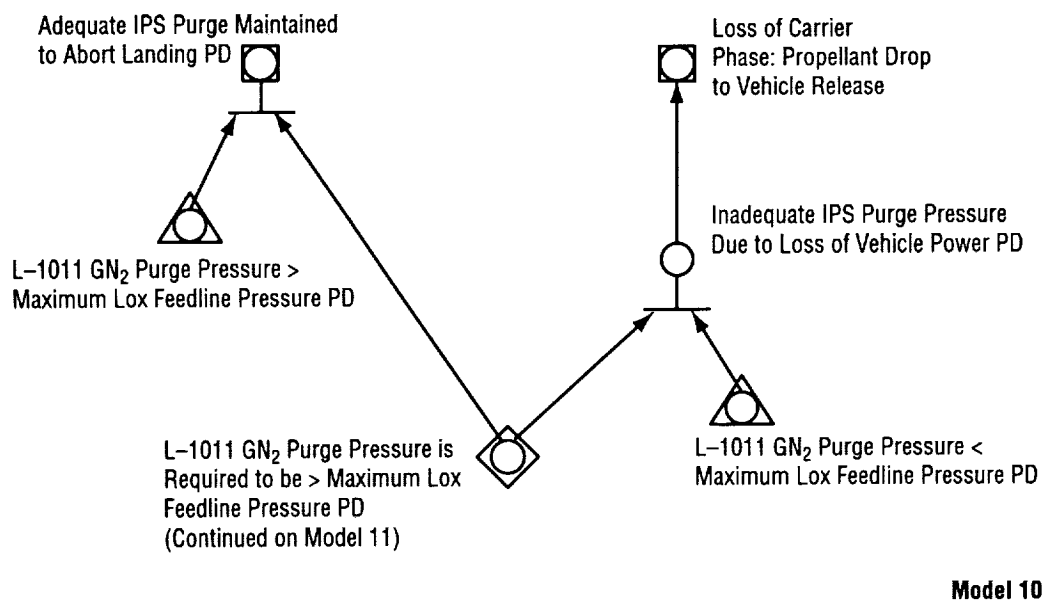 Adequate IPS Purge Maintained
to Abort Landing PD
Loss of Carrier
Phase: Propellant Drop
to Vehicle Release
L–1011 GN₂ Purge Pressure >
Maximum Lox Feedline Pressure PD
Inadequate IPS Purge Pressure
Due to Loss of Vehicle Power PD
L–1011 GN₂ Purge Pressure is
Required to be > Maximum Lox
Feedline Pressure PD
(Continued on Model 11)
L–1011 GN₂ Purge Pressure <
Maximum Lox Feedline Pressure PD
Model 10